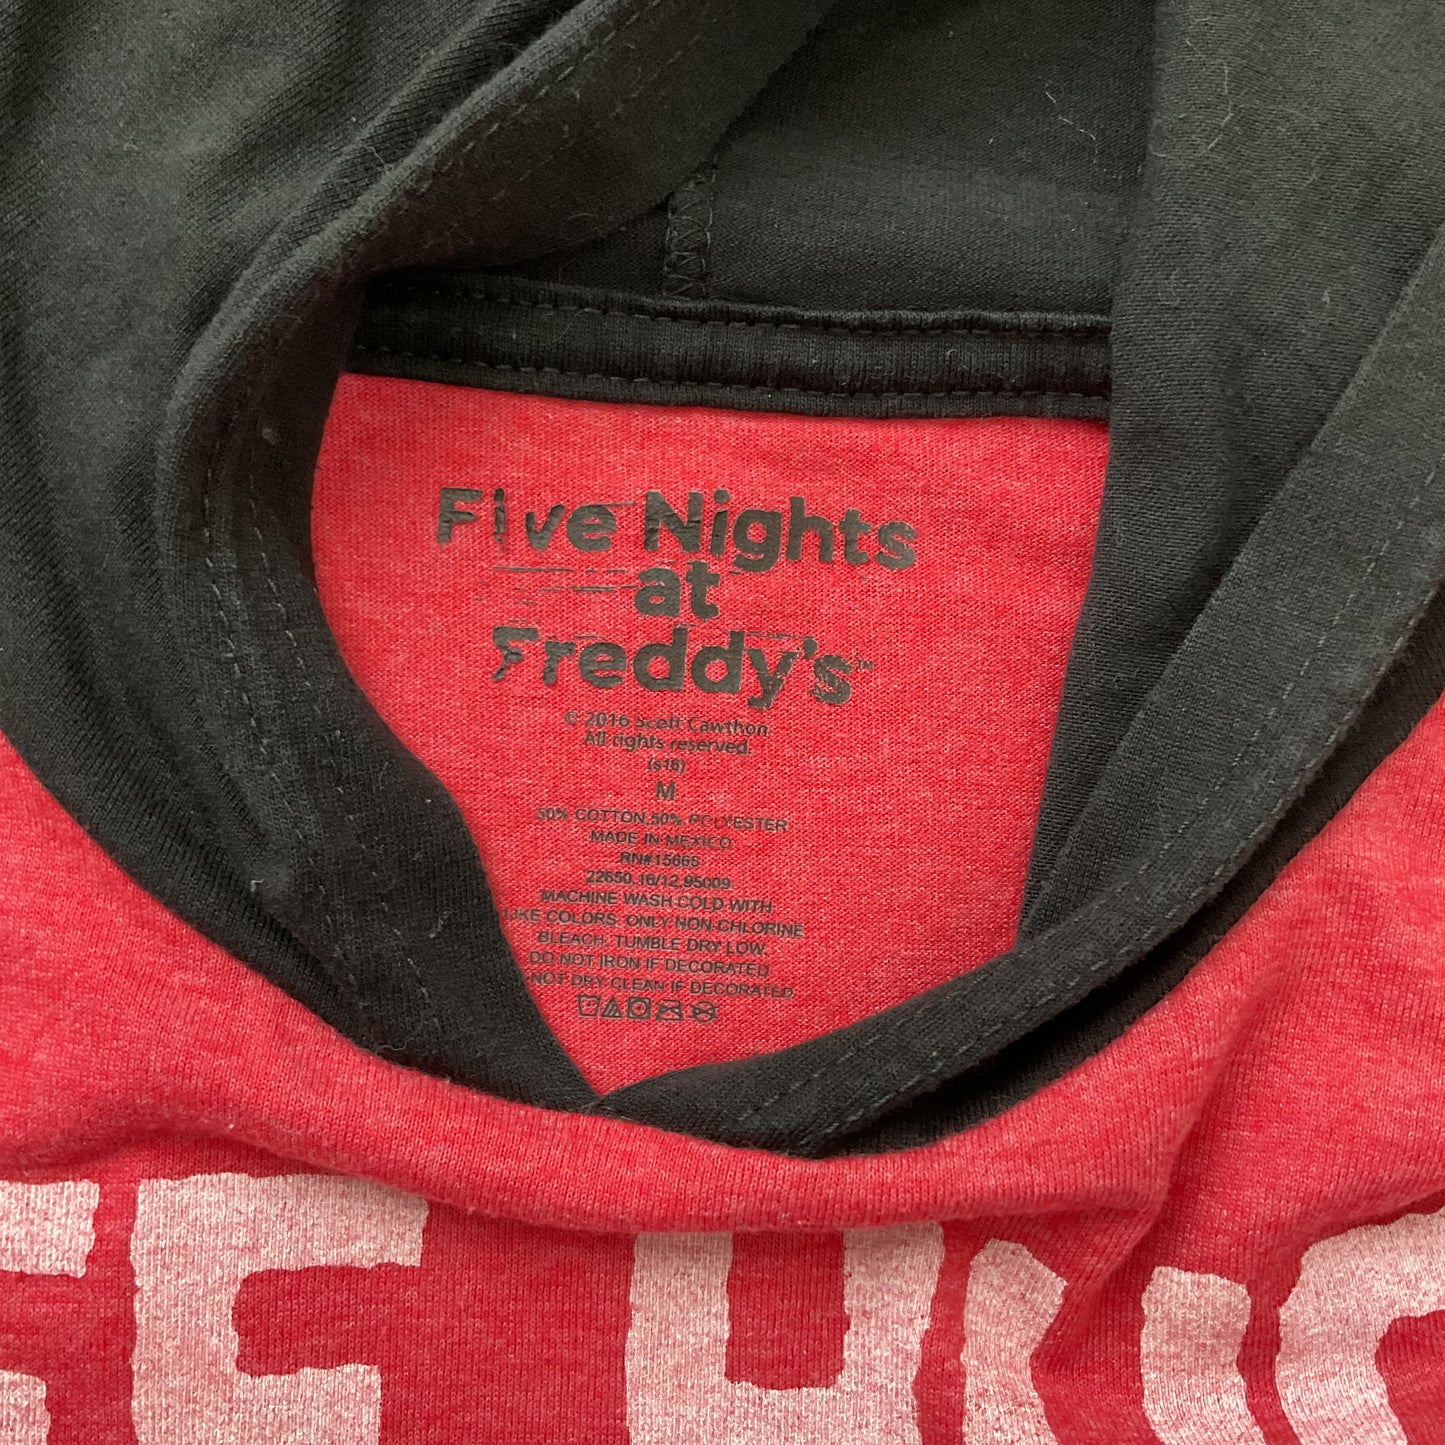 Five Nights
at
Freddy's™
© 2016 Scott Cawthon.
All rights reserved.
(s16)
M
50% COTTON,50% POLYESTER
MADE IN MEXICO
RN#15665
22650,16/12,95009
MACHINE WASH COLD WITH
LIKE COLORS. ONLY NON-CHLORINE
BLEACH. TUMBLE DRY LOW.
DO NOT IRON IF DECORATED
NOT DRY CLEAN IF DECORATED.